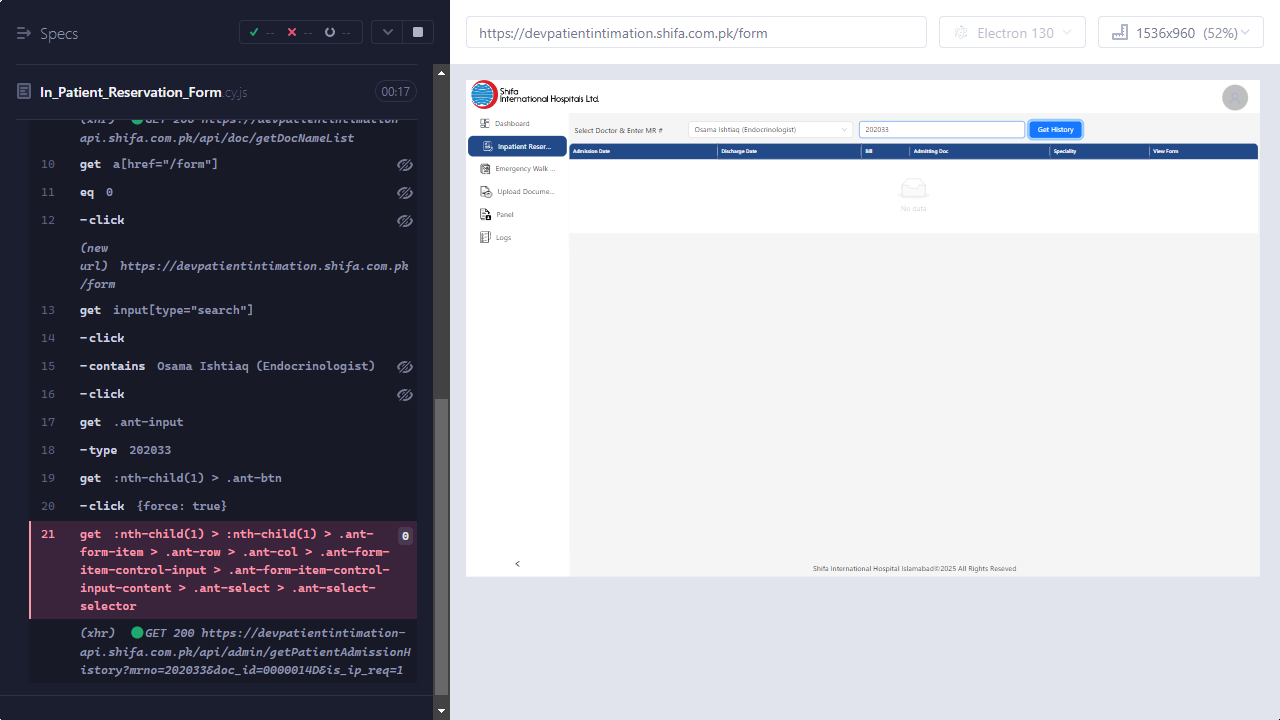 Specs
-- -- --
https://devpatientintimation.shifa.com.pk/form
Electron 130
1536x960 (52%)
In_Patient_Reservation_Form.cy.js
00:17
(xhr) GET 200 https://devpatientintimation-
api.shifa.com.pk/api/doc/getDocNameList
10 get a[href="/form"]
11 eq 0
12 -click
(new
url) https://devpatientintimation.shifa.com.pk
/form
13 get input[type="search"]
14 -click
15 -contains Osama Ishtiaq (Endocrinologist)
16 -click
17 get .ant-input
18 -type 202033
19 get :nth-child(1) > .ant-btn
20 -click {force: true}
21 get :nth-child(1) > :nth-child(1) > .ant- 0
form-item > .ant-row > .ant-col > .ant-form-
item-control-input > .ant-form-item-control-
input-content > .ant-select > .ant-select-
selector
(xhr) GET 200 https://devpatientintimation-
api.shifa.com.pk/api/admin/getPatientAdmissionH
istory?mrno=202033&doc_id=0000014D&is_ip_req=1
Shifa
International Hospitals Ltd.
Dashboard
Inpatient Reser...
Emergency Walk ...
Upload Docume...
Panel
Logs
Select Doctor & Enter MR #
Osama Ishtiaq (Endocrinologist)
202033
Get History
Admission Date Discharge Date Bill Admitting Doc Speciality View Form
No data
Shifa International Hospital Islamabad©2025 All Rights Reseved